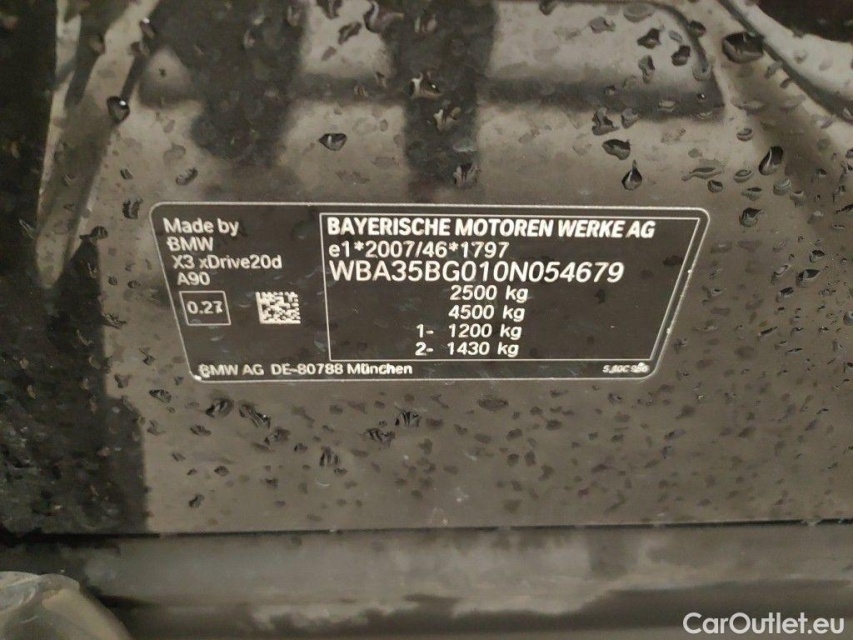 Made by
BMW
X3 xDrive20d
A90
0.27
BAYERISCHE MOTOREN WERKE AG
e1*2007/46*1797
WBA35BG010N054679
2500 kg
4500 kg
1- 1200 kg
2- 1430 kg
BMW AG DE-80788 München
CarOutlet.eu